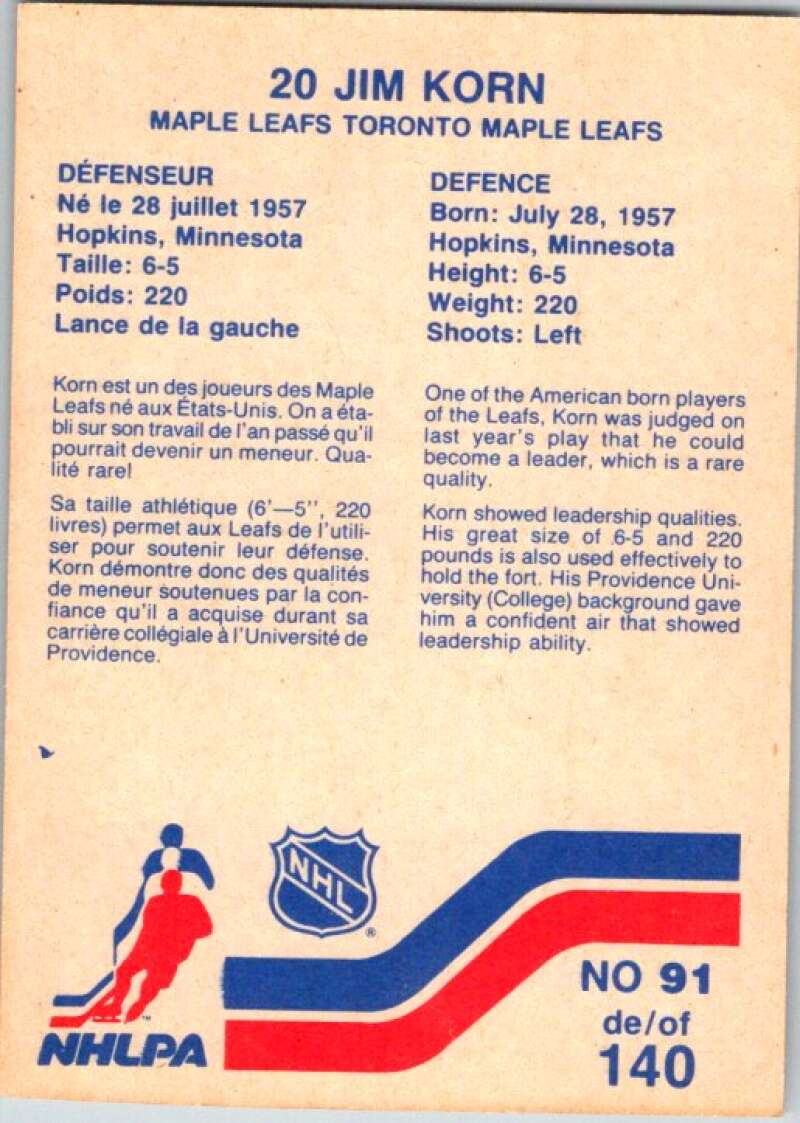 20 JIM KORN
MAPLE LEAFS TORONTO MAPLE LEAFS
DÉFENSEUR
Né le 28 juillet 1957
Hopkins, Minnesota
Taille: 6-5
Poids: 220
Lance de la gauche
Korn est un des joueurs des Maple
Leafs né aux États-Unis. On a éta-
bli sur son travail de l'an passé qu'il
pourrait devenir un meneur. Qua-
lité rare!
Sa taille athlétique (6'—5", 220
livres) permet aux Leafs de l'utili-
ser pour soutenir leur défense.
Korn démontre donc des qualités
de meneur soutenues par la con-
fiance qu'il a acquise durant sa
carrière collégiale à l'Université de
Providence.
DEFENCE
Born: July 28, 1957
Hopkins, Minnesota
Height: 6-5
Weight: 220
Shoots: Left
One of the American born players
of the Leafs, Korn was judged on
last year's play that he could
become a leader, which is a rare
quality.
Korn showed leadership qualities.
His great size of 6-5 and 220
pounds is also used effectively to
hold the fort. His Providence Uni-
versity (College) background gave
him a confident air that showed
leadership ability.
NHL
®
TM
NHLPA
NO 91
de/of
140